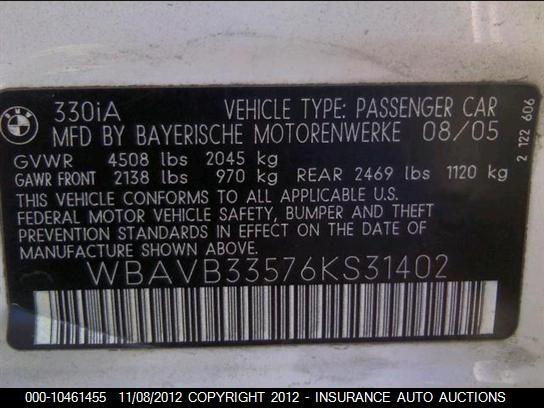 BMW
330iA VEHICLE TYPE: PASSENGER CAR
MFD BY BAYERISCHE MOTORENWERKE 08/05
GVWR 4508 lbs 2045 kg
GAWR FRONT 2138 lbs 970 kg REAR 2469 lbs 1120 kg
THIS VEHICLE CONFORMS TO ALL APPLICABLE U.S.
FEDERAL MOTOR VEHICLE SAFETY, BUMPER AND THEFT
PREVENTION STANDARDS IN EFFECT ON THE DATE OF
MANUFACTURE SHOWN ABOVE.
WBAVB33576KS31402
2 122 606
000-10461455 11/08/2012 COPYRIGHT 2012 - INSURANCE AUTO AUCTIONS